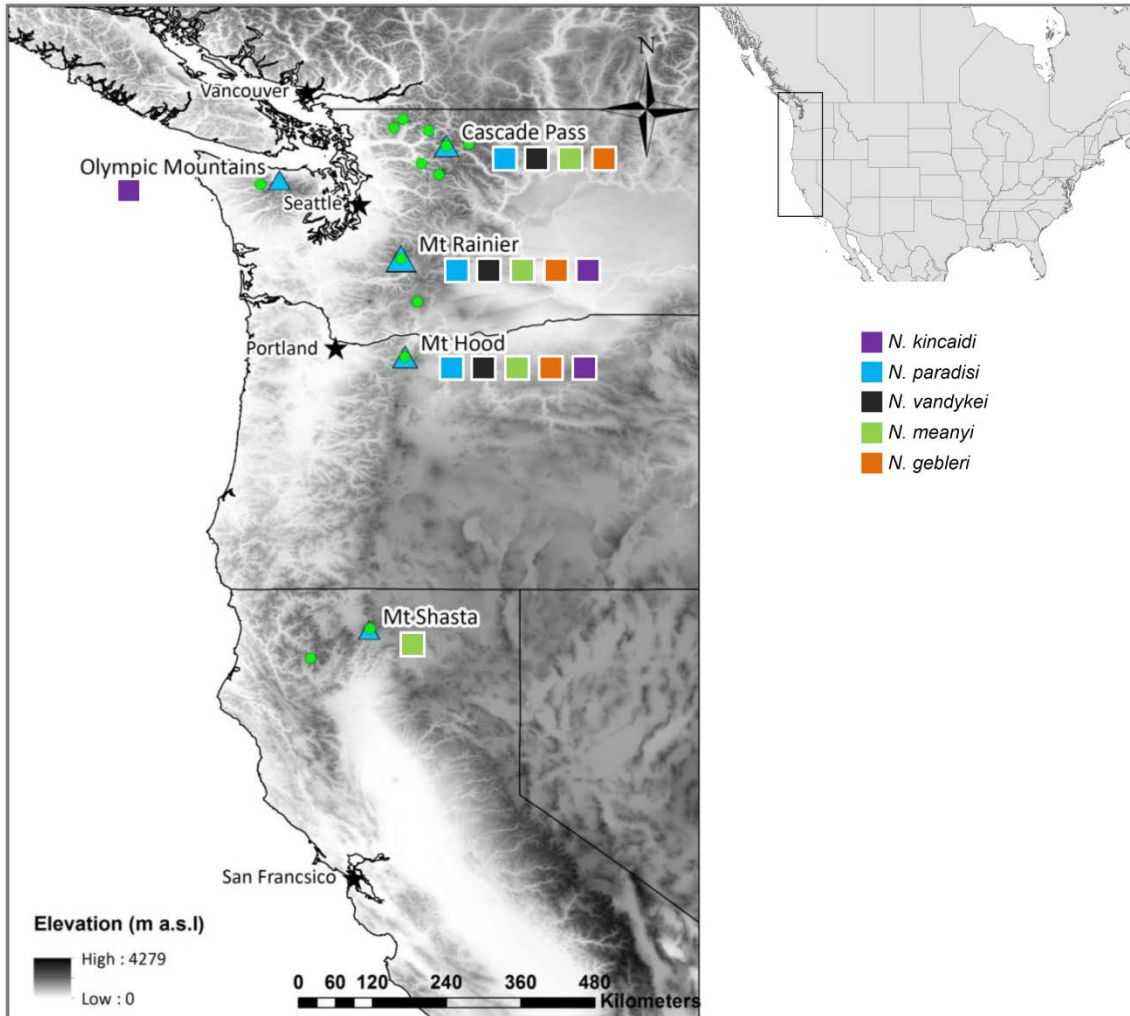 N
Vancouver
Cascade Pass
Olympic Mountains
Seattle
Mt Rainier
Mt Hood
Portland
Mt Shasta
San Francsico
Elevation (m a.s.l)
High : 4279
Low : 0
0 60 120 240 360 480
Kilometers
N. kincaidi
N. paradisi
N. vandykei
N. meanyi
N. gebleri